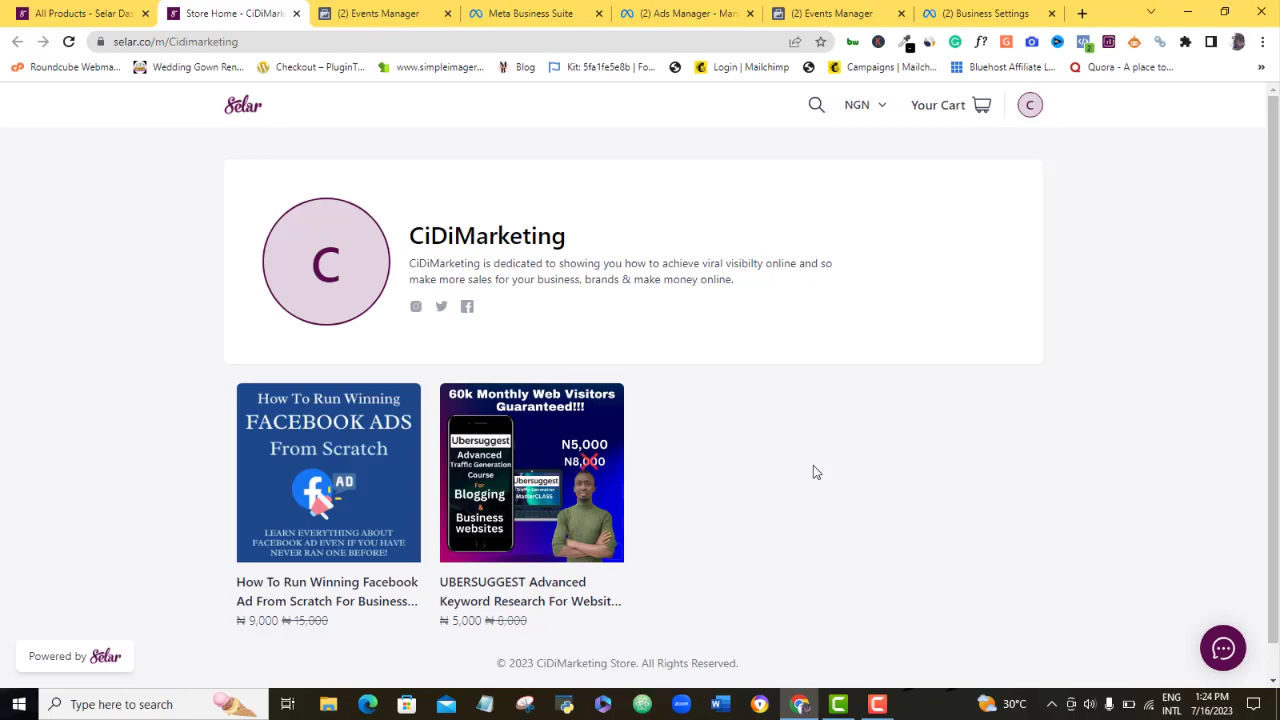 All Products - Selar Das
Store Home - CiDiMarke
(2) Events Manager
Meta Business Suite
(2) Ads Manager - Man
(2) Events Manager
(2) Business Settings
selar.co/m/Cidimarketing
Roundcube Webma...
Wedding Gown Ren...
Checkout – PluginT...
www.simpleimager...
Blog
Kit: 5fa1fe5e8b | Fo...
Login | Mailchimp
Campaigns | Mailch...
Bluehost Affiliate L...
Quora - A place to...
»
Selar
NGN
Your Cart
C
C
CiDiMarketing
CiDiMarketing is dedicated to showing you how to achieve viral visibilty online and so
make more sales for your business, brands & make money online.
How To Run Winning
FACEBOOK ADS
From Scratch
AD
LEARN EVERYTHING ABOUT
FACEBOOK AD EVEN IF YOU HAVE
NEVER RAN ONE BEFORE!
60k Monthly Web Visitors
Guaranteed!!!
Ubersuggest
Advanced
Traffic Generation
Course
For
Blogging
&
Business
websites
N5,000
N8,000
Ubersuggest
Traffic Generation
MasterCLASS
How To Run Winning Facebook
Ad From Scratch For Business...
₦ 9,000 ₦ 15,000
UBERSUGGEST Advanced
Keyword Research For Websit...
₦ 5,000 ₦ 8,000
Powered by Selar
© 2023 CiDiMarketing Store. All Rights Reserved.
Type here to search
30°C
ENG
INTL
1:24 PM
7/16/2023